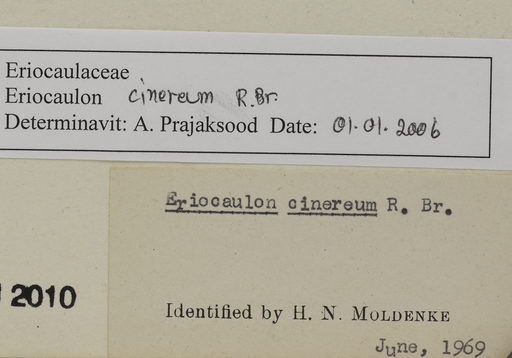 Eriocaulaceae
Eriocaulon cinereum R.Br.
Determinavit: A. Prajaksood Date: 01.01.2006
Eriocaulon cinereum R. Br.
2010
Identified by H. N. MOLDENKE
June, 1969